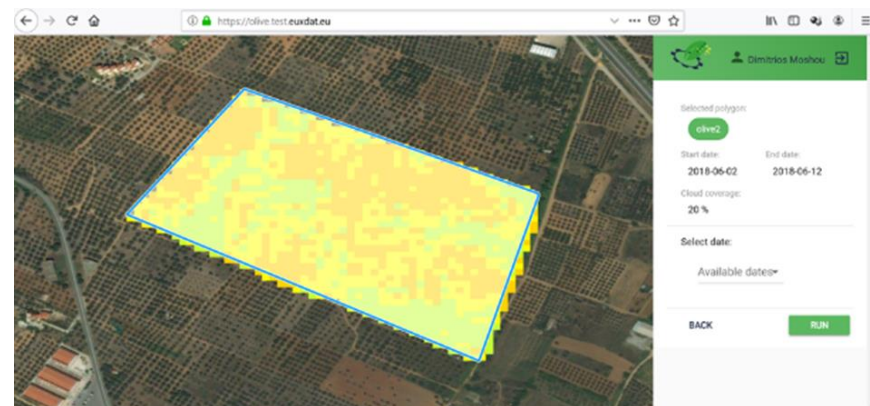 https://olive.test.euxdat.eu
Dimitrios Moshou
Selected polygon:
olive2
Start date: End date:
2018-06-02 2018-06-12
Cloud coverage:
20 %
Select date:
Available dates
BACK RUN